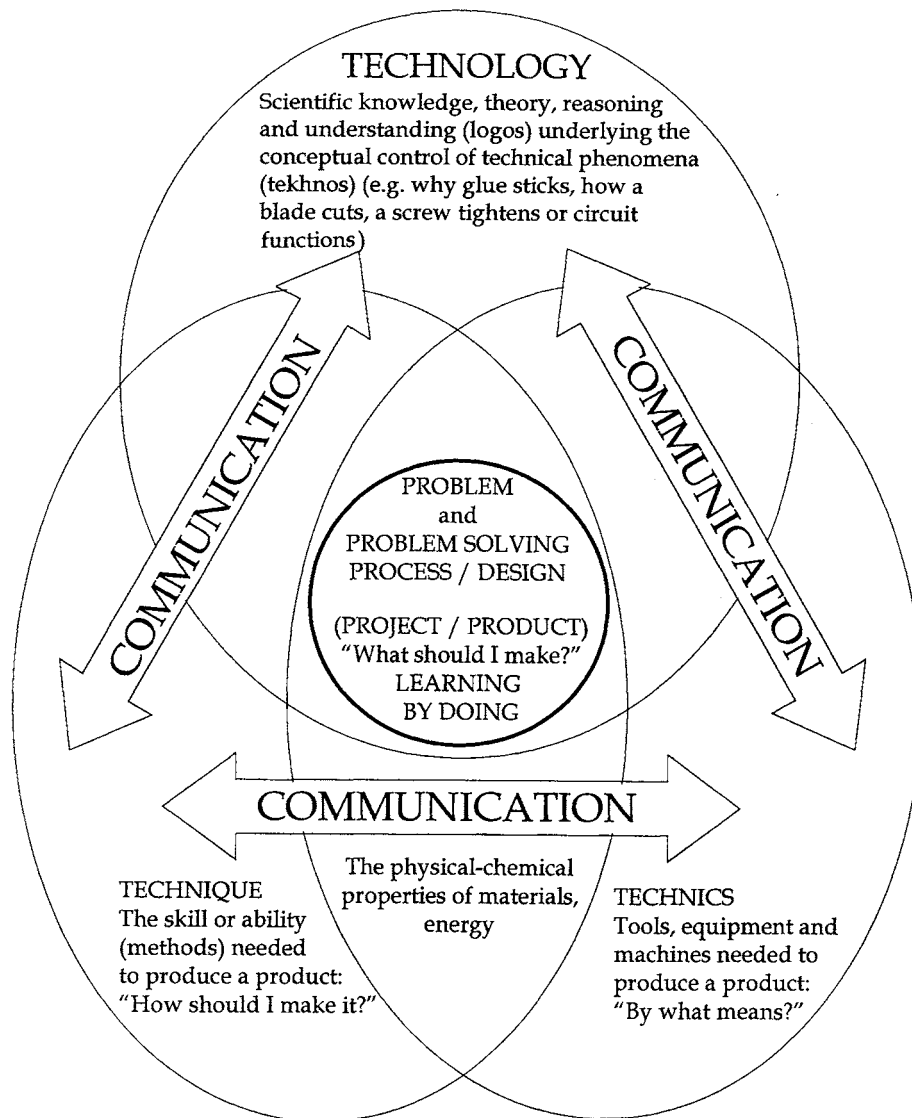 TECHNOLOGY
Scientific knowledge, theory, reasoning
and understanding (logos) underlying the
conceptual control of technical phenomena
(tekhnos) (e.g. why glue sticks, how a
blade cuts, a screw tightens or circuit
functions)
COMMUNICATION
COMMUNICATION
PROBLEM
and
PROBLEM SOLVING
PROCESS / DESIGN
(PROJECT / PRODUCT)
“What should I make?”
LEARNING
BY DOING
COMMUNICATION
The physical-chemical
properties of materials,
energy
TECHNIQUE
The skill or ability
(methods) needed
to produce a product:
“How should I make it?”
TECHNICS
Tools, equipment and
machines needed to
produce a product:
“By what means?”